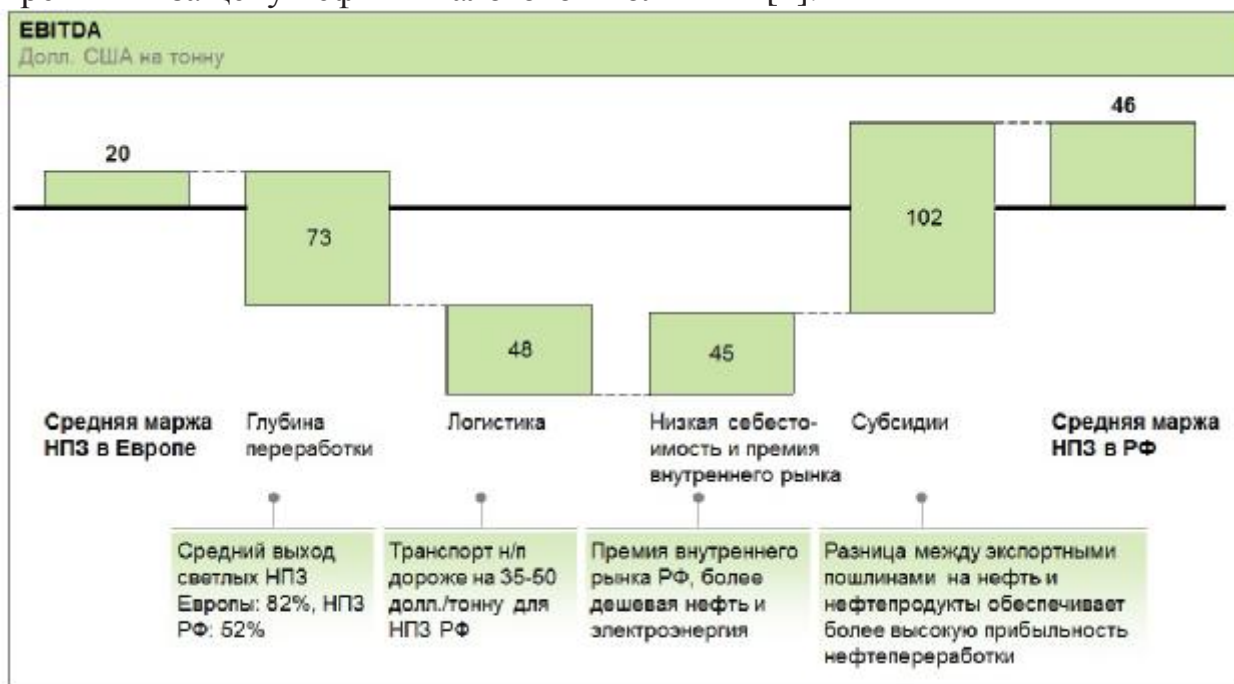 EBITDA
Долл. США на тонну
20
73
48
45
102
46
Средняя маржа
НПЗ в Европе
Глубина
переработки
Логистика
Низкая себесто-
имость и премия
внутреннего рынка
Субсидии
Средняя маржа
НПЗ в РФ
Средний выход
светлых НПЗ
Европы: 82%, НПЗ
РФ: 52%
Транспорт н/п
дороже на 35-50
долл./тонну для
НПЗ РФ
Премия внутреннего
рынка РФ, более
дешевая нефть и
электроэнергия
Разница между экспортными
пошлинами на нефть и
нефтепродукты обеспечивает
более высокую прибыльность
нефтепереработки